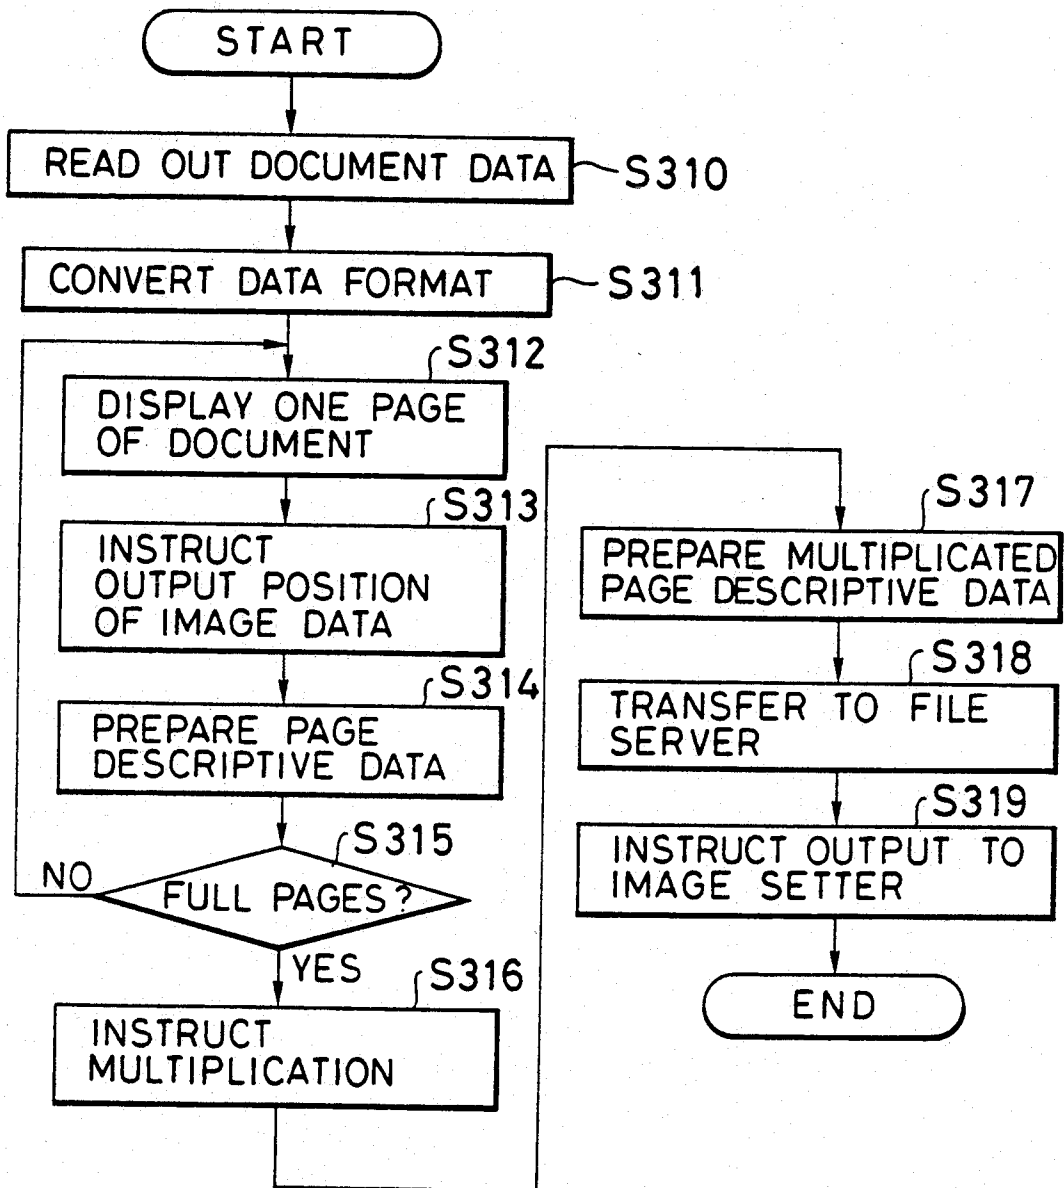 START
READ OUT DOCUMENT DATA
S310
CONVERT DATA FORMAT
S311
S312
DISPLAY ONE PAGE
OF DOCUMENT
S313
INSTRUCT
OUTPUT POSITION
OF IMAGE DATA
S314
PREPARE PAGE
DESCRIPTIVE DATA
S315
NO
FULL PAGES?
YES
S316
INSTRUCT
MULTIPLICATION
S317
PREPARE MULTIPLICATED
PAGE DESCRIPTIVE DATA
S318
TRANSFER TO FILE
SERVER
S319
INSTRUCT OUTPUT TO
IMAGE SETTER
END